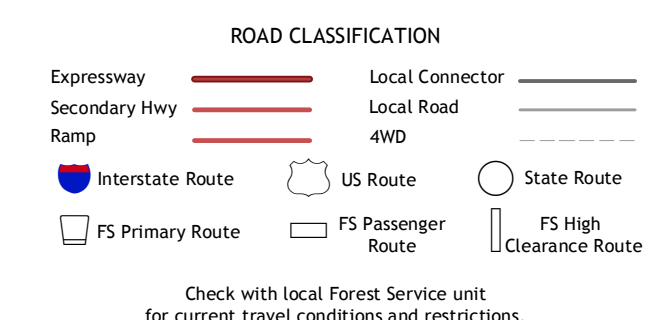 ROAD CLASSIFICATION
Expressway
Local Connector
Secondary Hwy
Local Road
Ramp
4WD
Interstate Route
US Route
State Route
FS Primary Route
FS Passenger
Route
FS High
Clearance Route
Check with local Forest Service unit
for current travel conditions and restrictions.